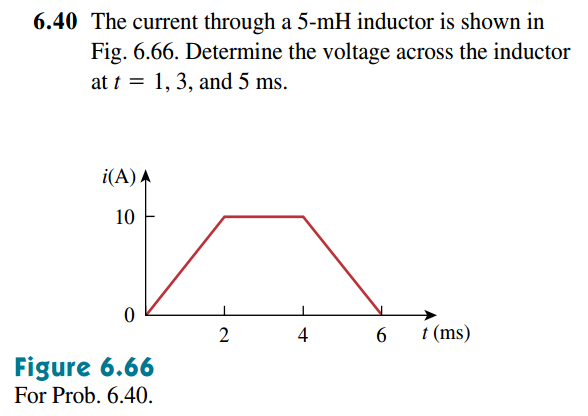 6.40 The current through a 5-mH inductor is shown in
Fig. 6.66. Determine the voltage across the inductor
at t = 1, 3, and 5 ms.
i(A)
10
0
2 4 6 t (ms)
Figure 6.66
For Prob. 6.40.